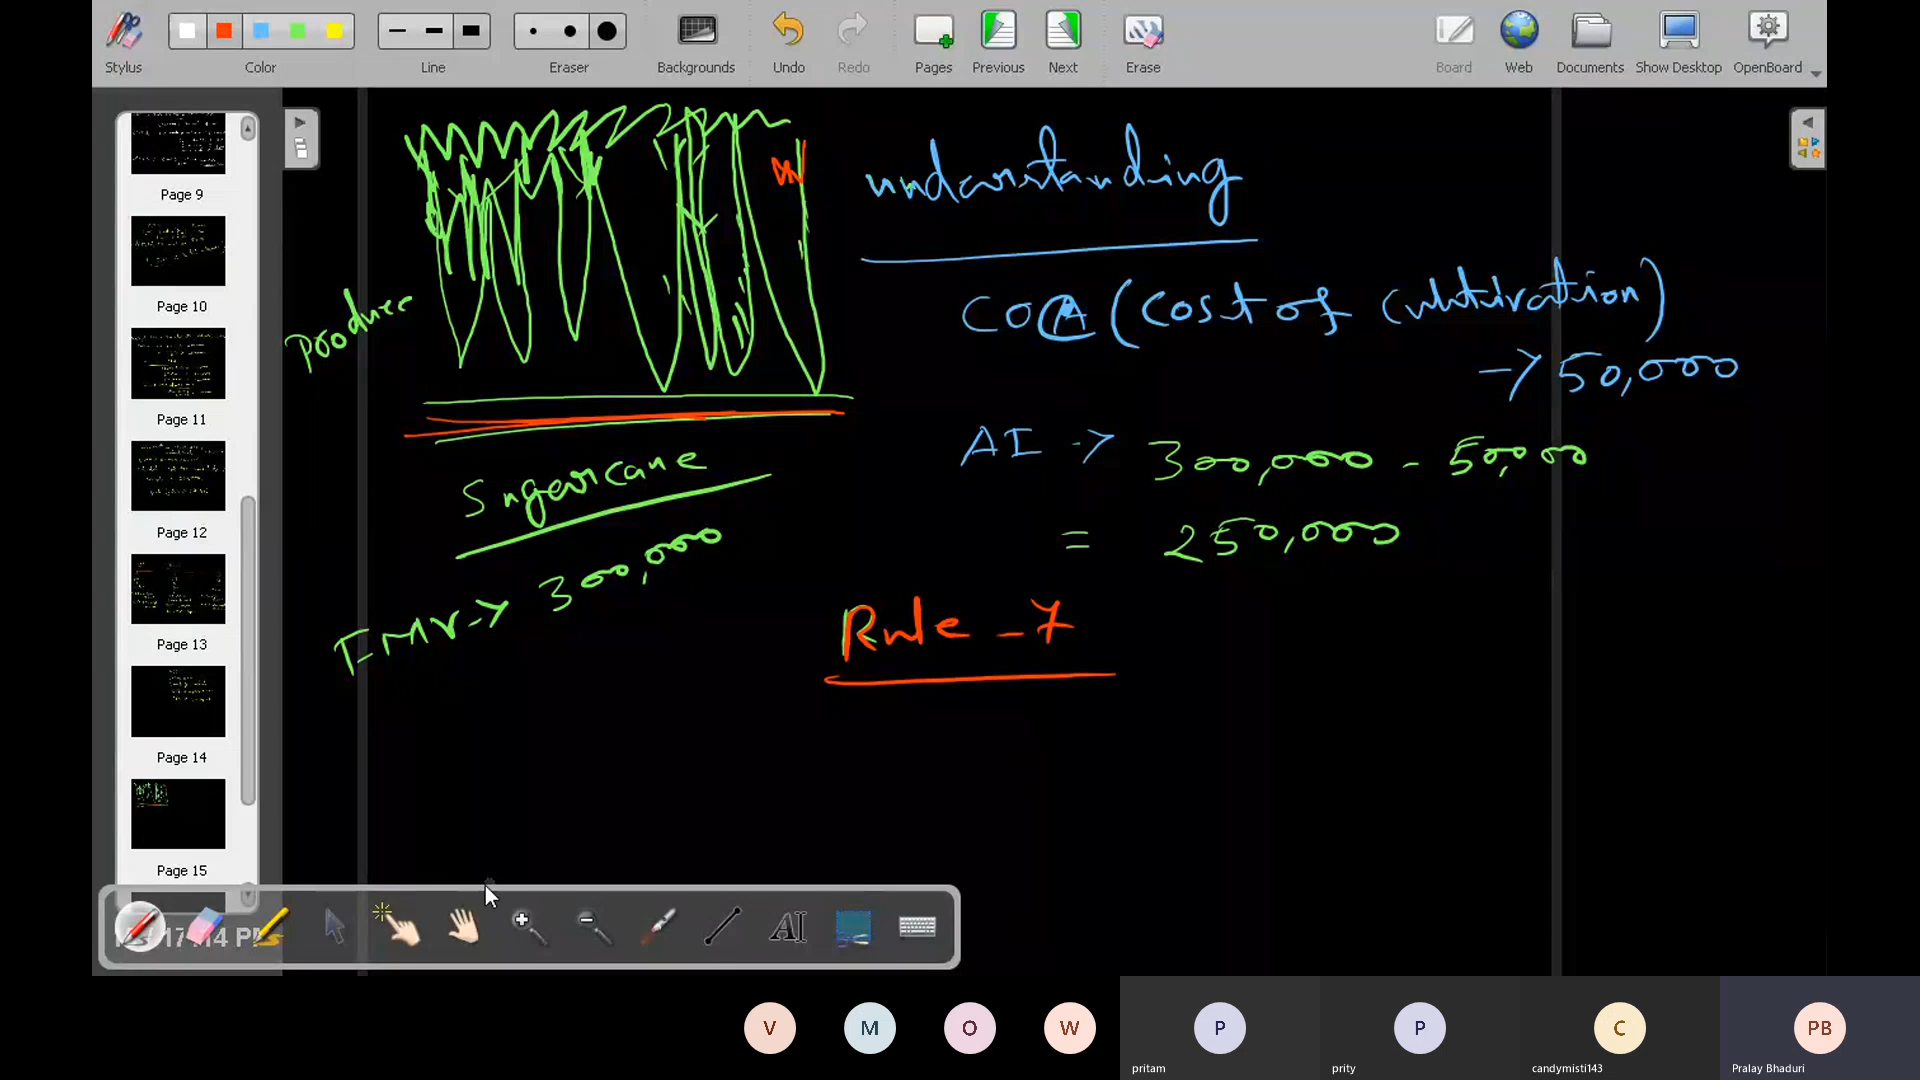 Stylus
Color
Line
Eraser
Backgrounds
Undo
Redo
Pages
Previous
Next
Erase
Board
Web
Documents
Show Desktop
OpenBoard
Page 9
Page 10
Page 11
Page 12
Page 13
Page 14
Page 15
produce
Sugarcane
FMV -> 300,000
understanding
COA (Cost of Cultivation)
-> 50,000
AI -> 300,000 - 50,000
= 250,000
Rule - 7
AI
V
M
O
W
P
pritam
P
prity
C
candymisti143
PB
Pralay Bhaduri